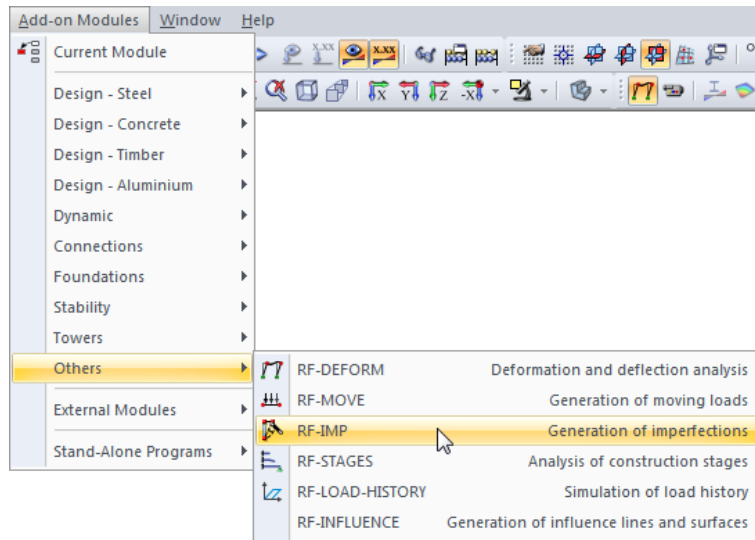 Add-on Modules Window Help
Current Module
Design - Steel
Design - Concrete
Design - Timber
Design - Aluminium
Dynamic
Connections
Foundations
Stability
Towers
Others
External Modules
Stand-Alone Programs
RF-DEFORM Deformation and deflection analysis
RF-MOVE Generation of moving loads
RF-IMP Generation of imperfections
RF-STAGES Analysis of construction stages
RF-LOAD-HISTORY Simulation of load history
RF-INFLUENCE Generation of influence lines and surfaces
X.XX X.XX
X Y Z -X